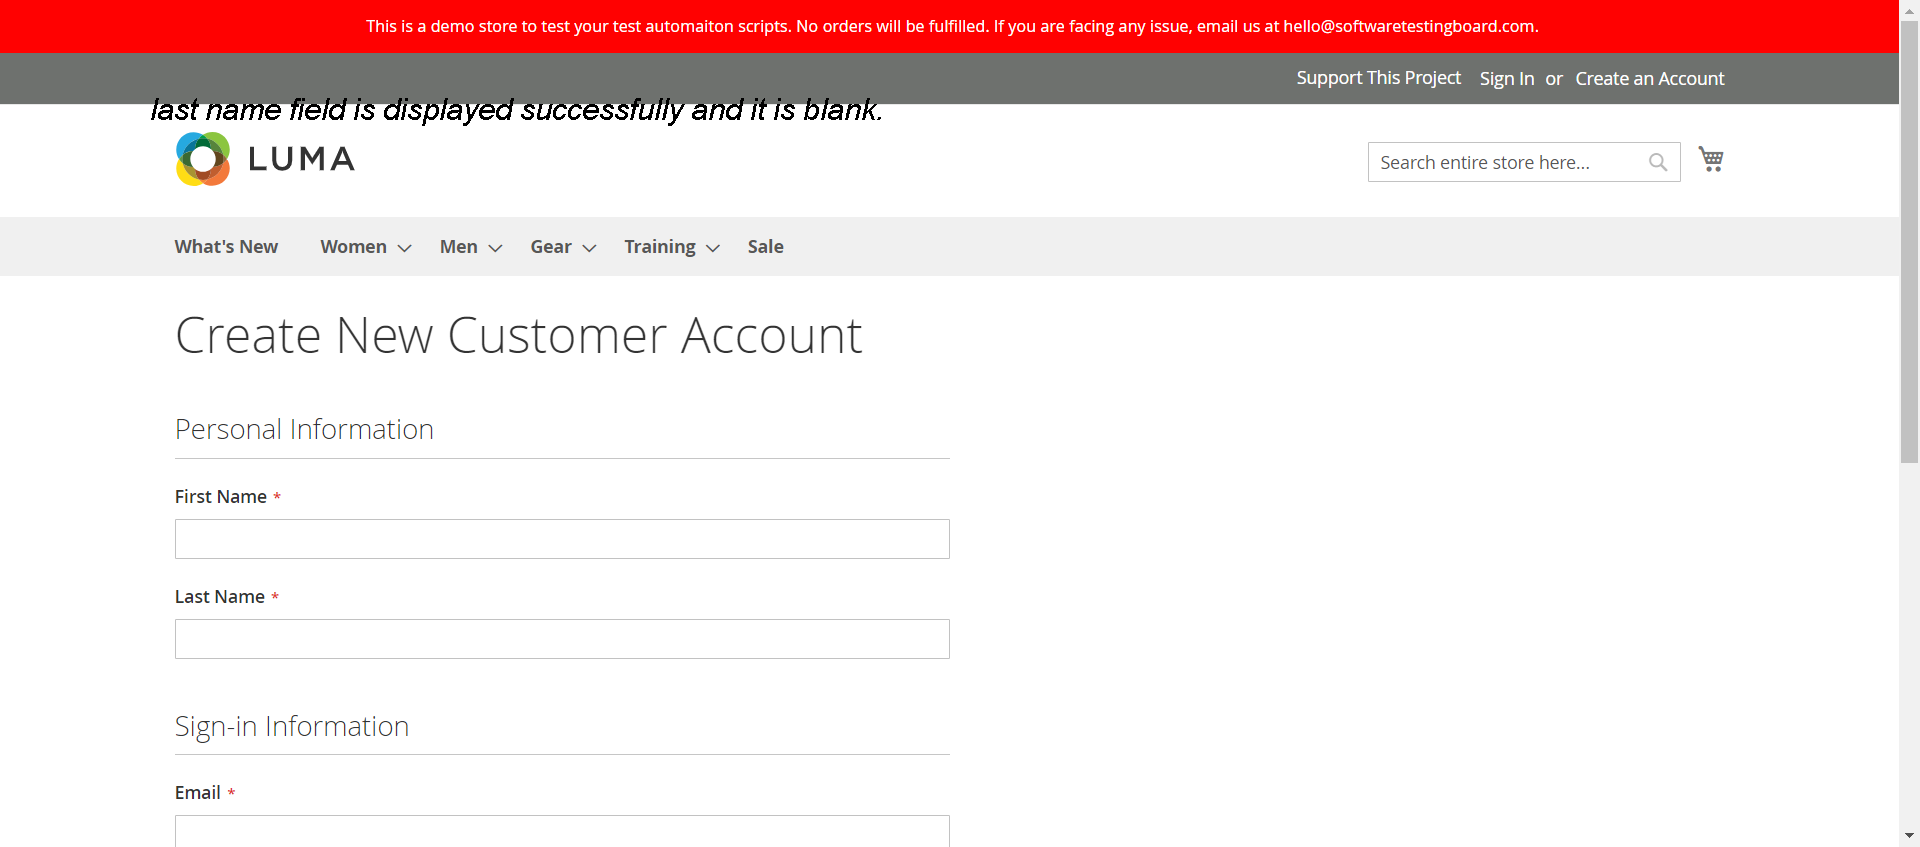 This is a demo store to test your test automaiton scripts. No orders will be fulfilled. If you are facing any issue, email us at hello@softwaretestingboard.com.
Support This Project Sign In or Create an Account
last name field is displayed successfully and it is blank.
LUMA
Search entire store here...
What's New Women Men Gear Training Sale
Create New Customer Account
Personal Information
First Name *
Last Name *
Sign-in Information
Email *